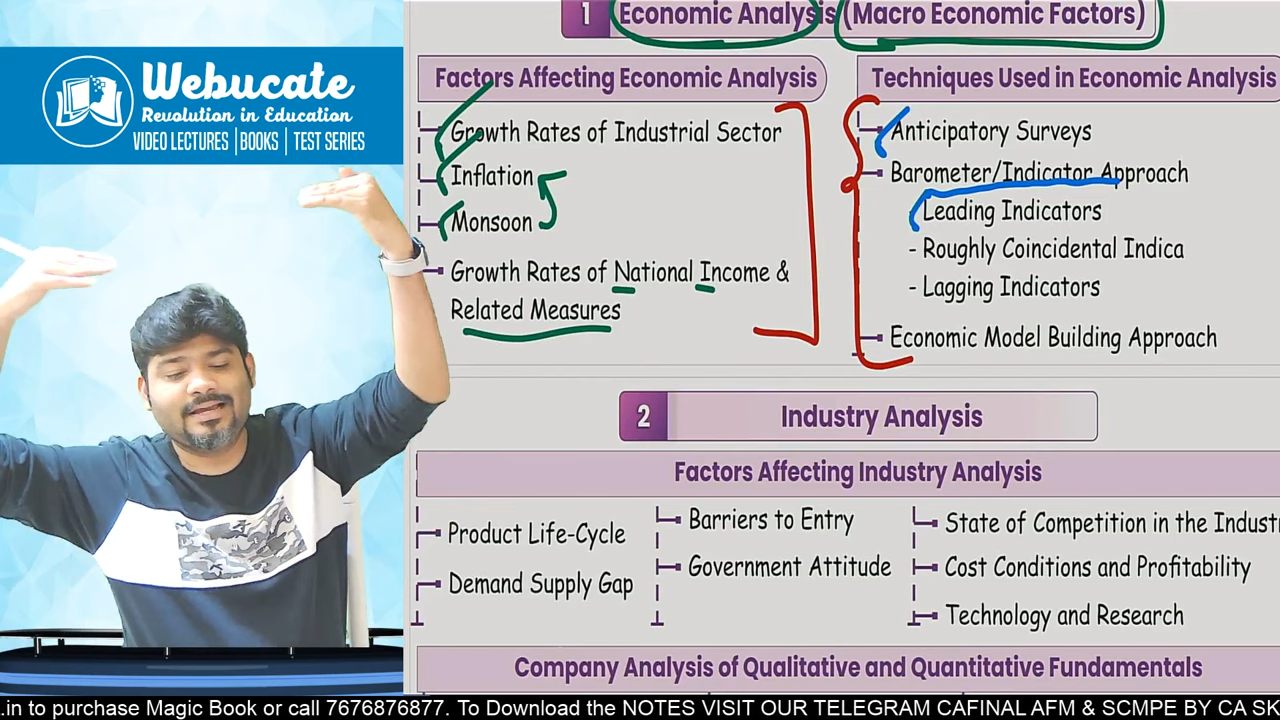 1 Economic Analysis (Macro Economic Factors)
Webucate
Revolution in Education
VIDEO LECTURES | BOOKS | TEST SERIES
Factors Affecting Economic Analysis
Growth Rates of Industrial Sector
Inflation
Monsoon
Growth Rates of National Income &
Related Measures
Techniques Used in Economic Analysis
Anticipatory Surveys
Barometer/Indicator Approach
Leading Indicators
- Roughly Coincidental Indica
- Lagging Indicators
Economic Model Building Approach
2 Industry Analysis
Factors Affecting Industry Analysis
Product Life-Cycle
Demand Supply Gap
Barriers to Entry
Government Attitude
State of Competition in the Industr
Cost Conditions and Profitability
Technology and Research
Company Analysis of Qualitative and Quantitative Fundamentals
.in to purchase Magic Book or call 7676876877. To Download the NOTES VISIT OUR TELEGRAM CAFINAL AFM & SCMPE BY CA SK